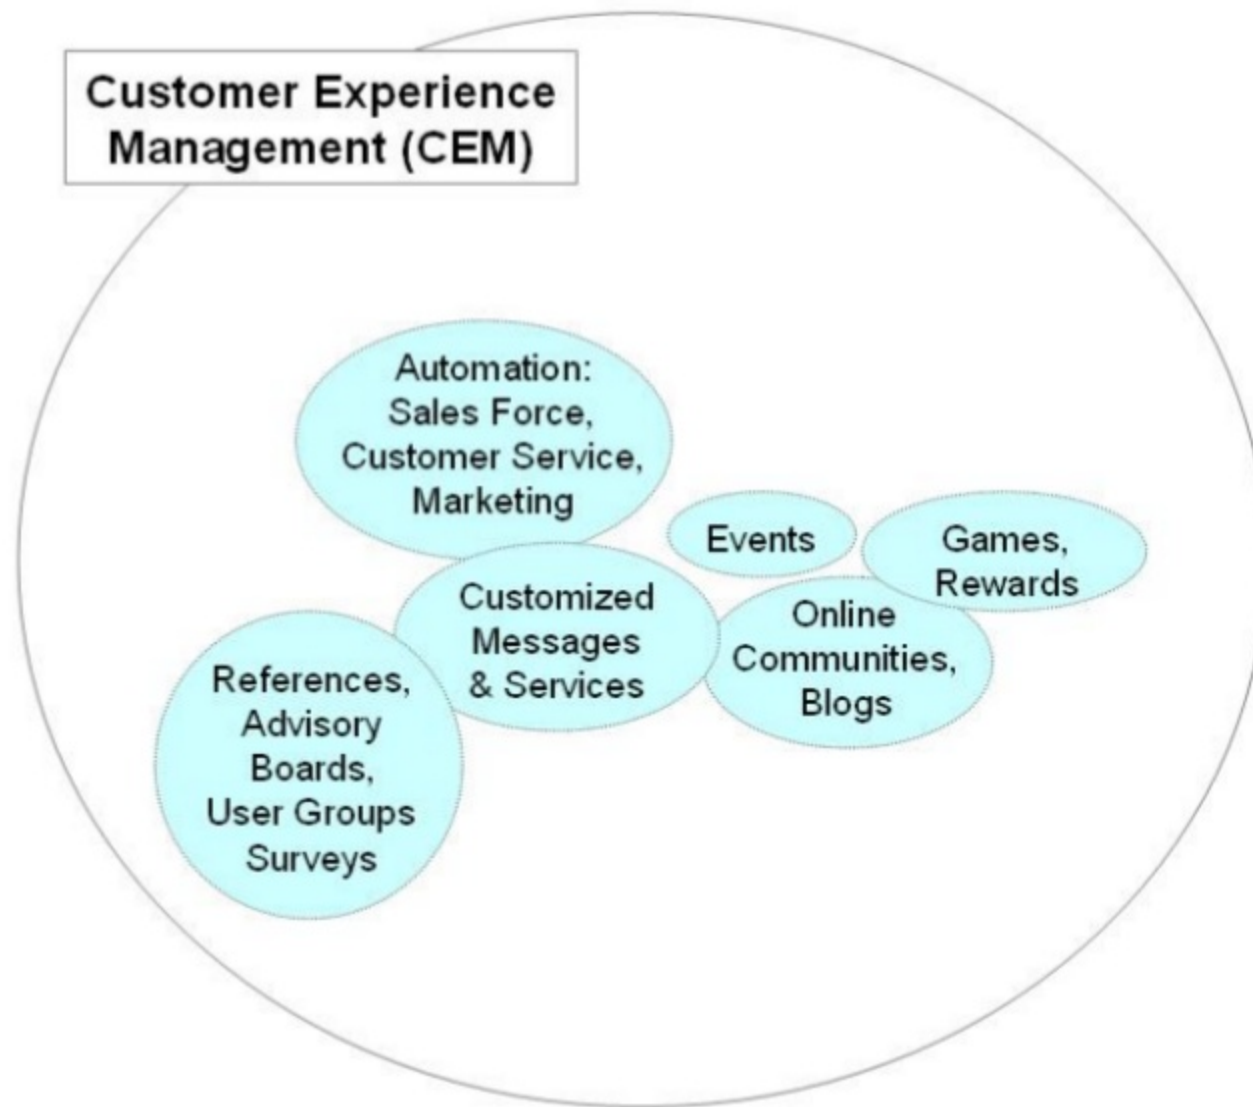 Customer Experience
Management (CEM)
Automation:
Sales Force,
Customer Service,
Marketing
Events
Games,
Rewards
Customized
Messages
& Services
Online
Communities,
Blogs
References,
Advisory
Boards,
User Groups
Surveys